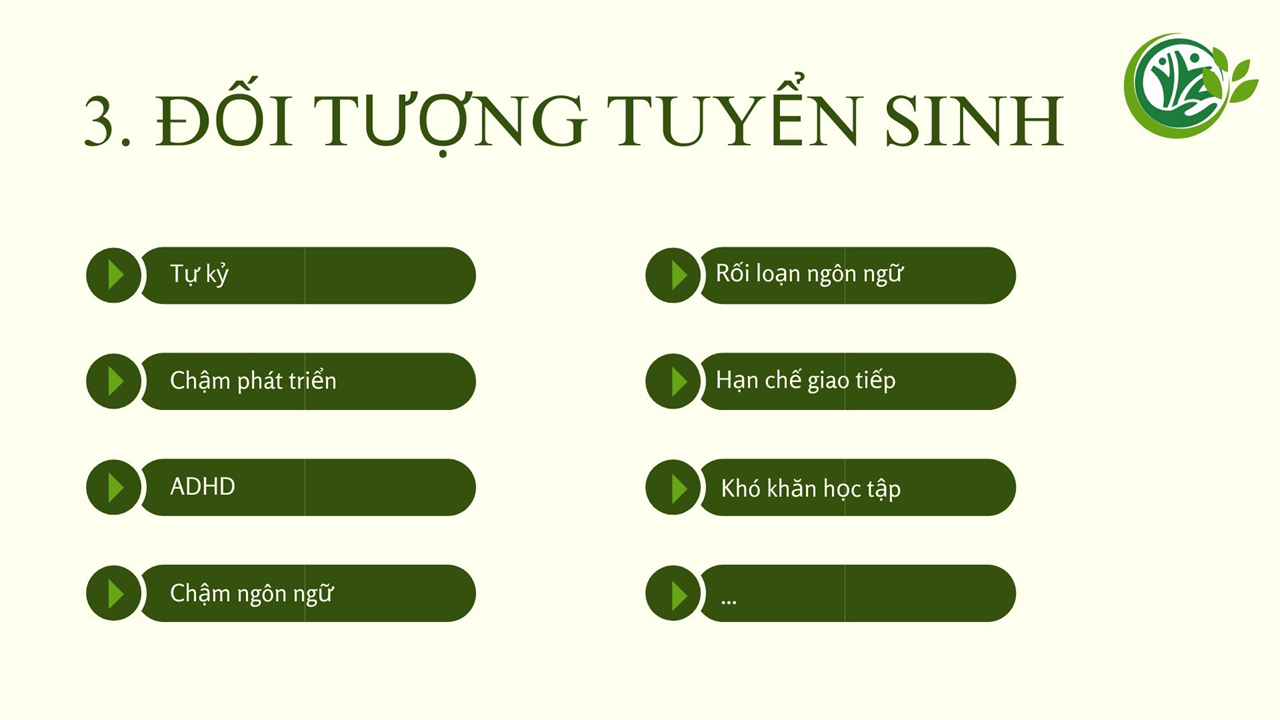 3. ĐỐI TƯỢNG TUYỂN SINH
Tự kỷ
Chậm phát triển
ADHD
Chậm ngôn ngữ
Rối loạn ngôn ngữ
Hạn chế giao tiếp
Khó khăn học tập
...